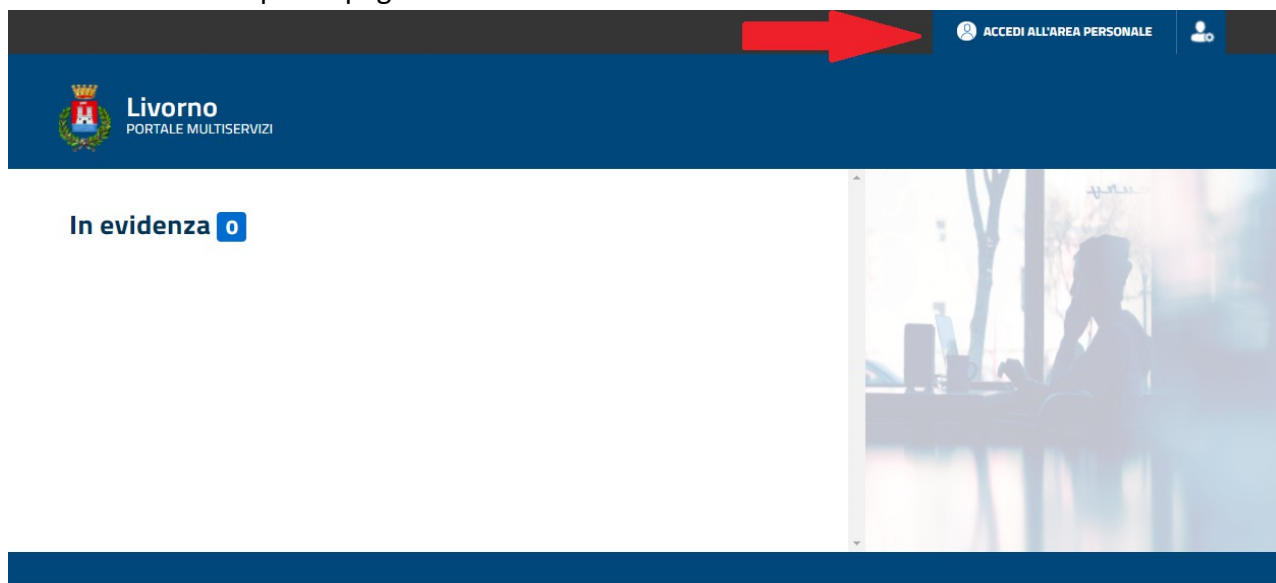 ACCEDI ALL'AREA PERSONALE
Livorno
PORTALE MULTISERVIZI
In evidenza 0